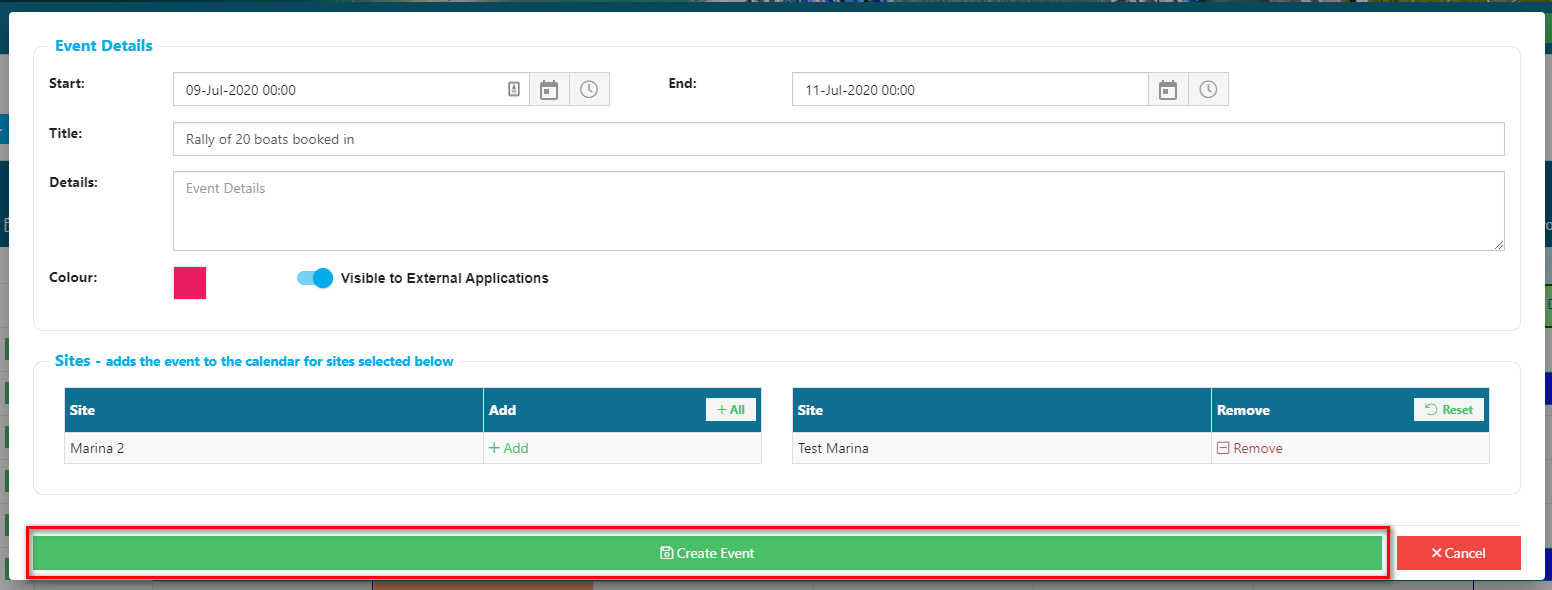 Event Details
Start:
09-Jul-2020 00:00
End:
11-Jul-2020 00:00
Title:
Rally of 20 boats booked in
Details:
Event Details
Colour:
Visible to External Applications
Sites - adds the event to the calendar for sites selected below
Site Add + All
Marina 2 + Add
Site Remove Reset
Test Marina Remove
Create Event
Cancel